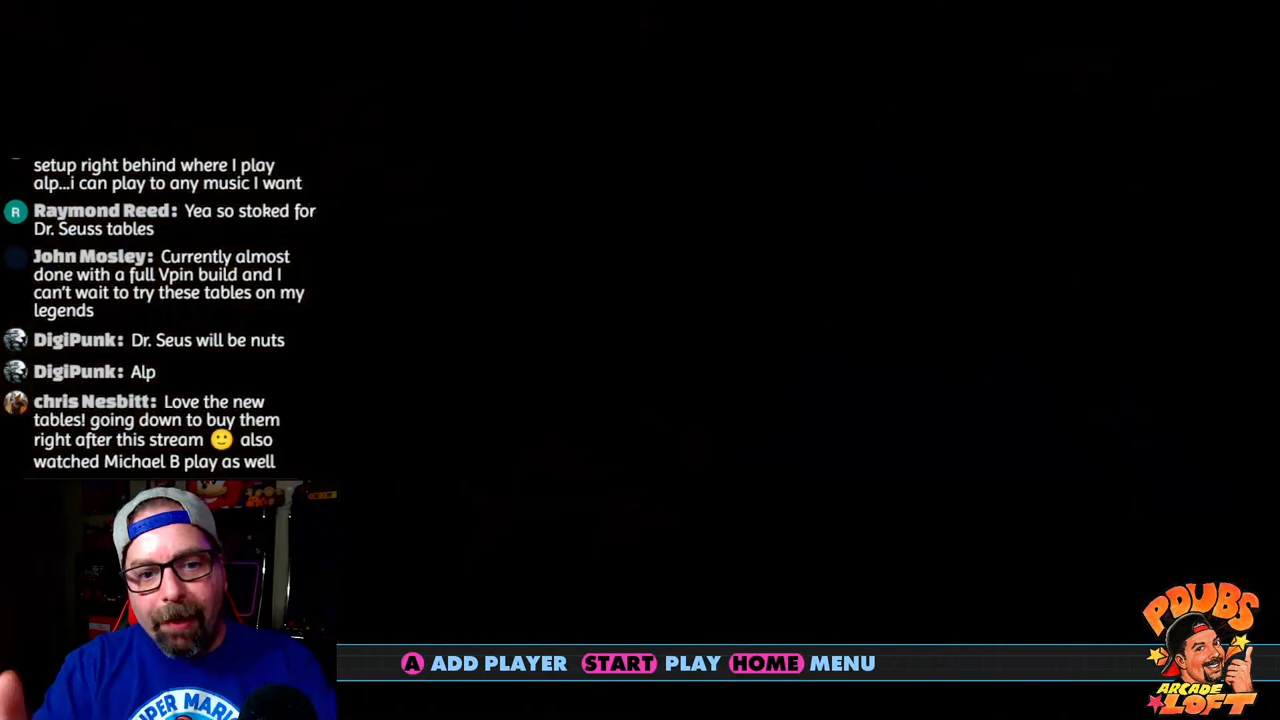 setup right behind where I play
alp...i can play to any music I want
R Raymond Reed: Yea so stoked for
Dr. Seuss tables
John Mosley: Currently almost
done with a full Vpin build and I
can't wait to try these tables on my
legends
DigiPunk: Dr. Seus will be nuts
DigiPunk: Alp
chris Nesbitt: Love the new
tables! going down to buy them
right after this stream 🙂 also
watched Michael B play as well
SUPER MARI
A ADD PLAYER START PLAY HOME MENU
PDUBS
ARCADE
LOFT